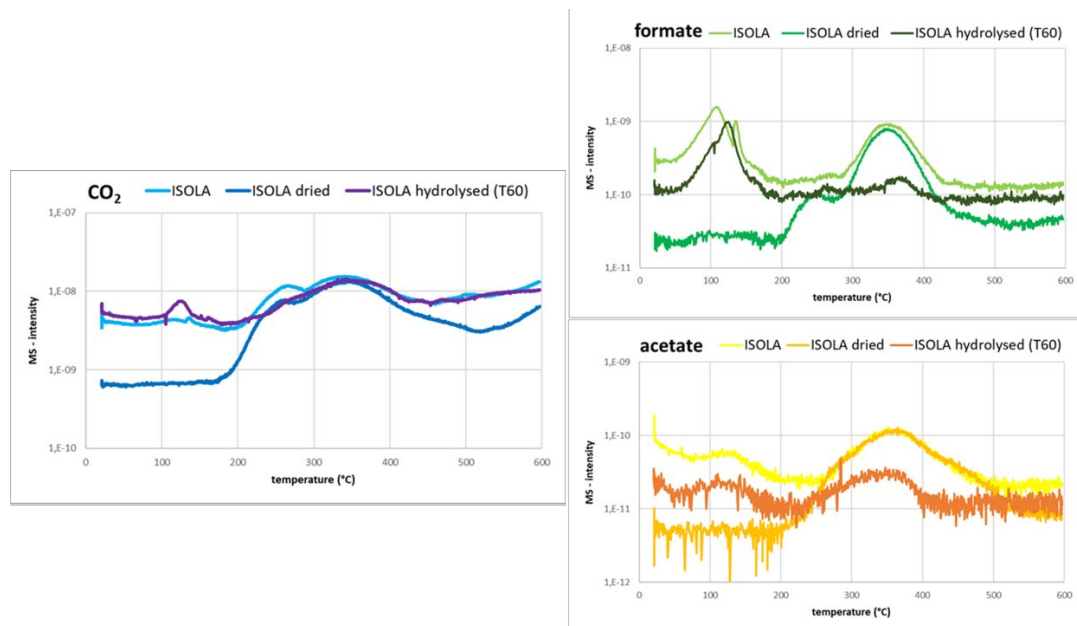 CO2 ISOLA ISOLA dried ISOLA hydrolysed (T60)
1,E-07
1,E-08
1,E-09
1,E-10
MS - intensity
0 100 200 300 400 500 600
temperature (°C)
formate ISOLA ISOLA dried ISOLA hydrolysed (T60)
1,E-08
1,E-09
1,E-10
1,E-11
MS - intensity
0 100 200 300 400 500 600
temperature (°C)
acetate ISOLA ISOLA dried ISOLA hydrolysed (T60)
1,E-09
1,E-10
1,E-11
1,E-12
MS - intensity
0 100 200 300 400 500 600
temperature (°C)